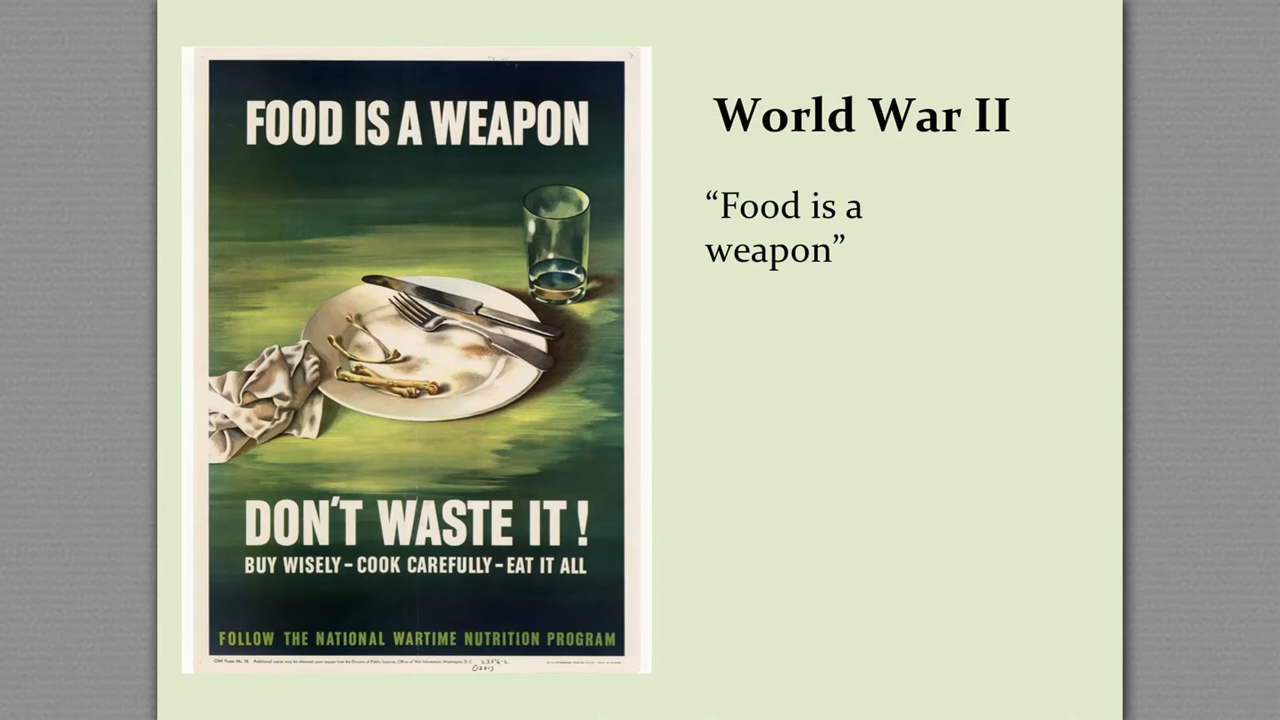 FOOD IS A WEAPON
DON'T WASTE IT!
BUY WISELY – COOK CAREFULLY – EAT IT ALL
FOLLOW THE NATIONAL WARTIME NUTRITION PROGRAM
World War II
“Food is a
weapon”